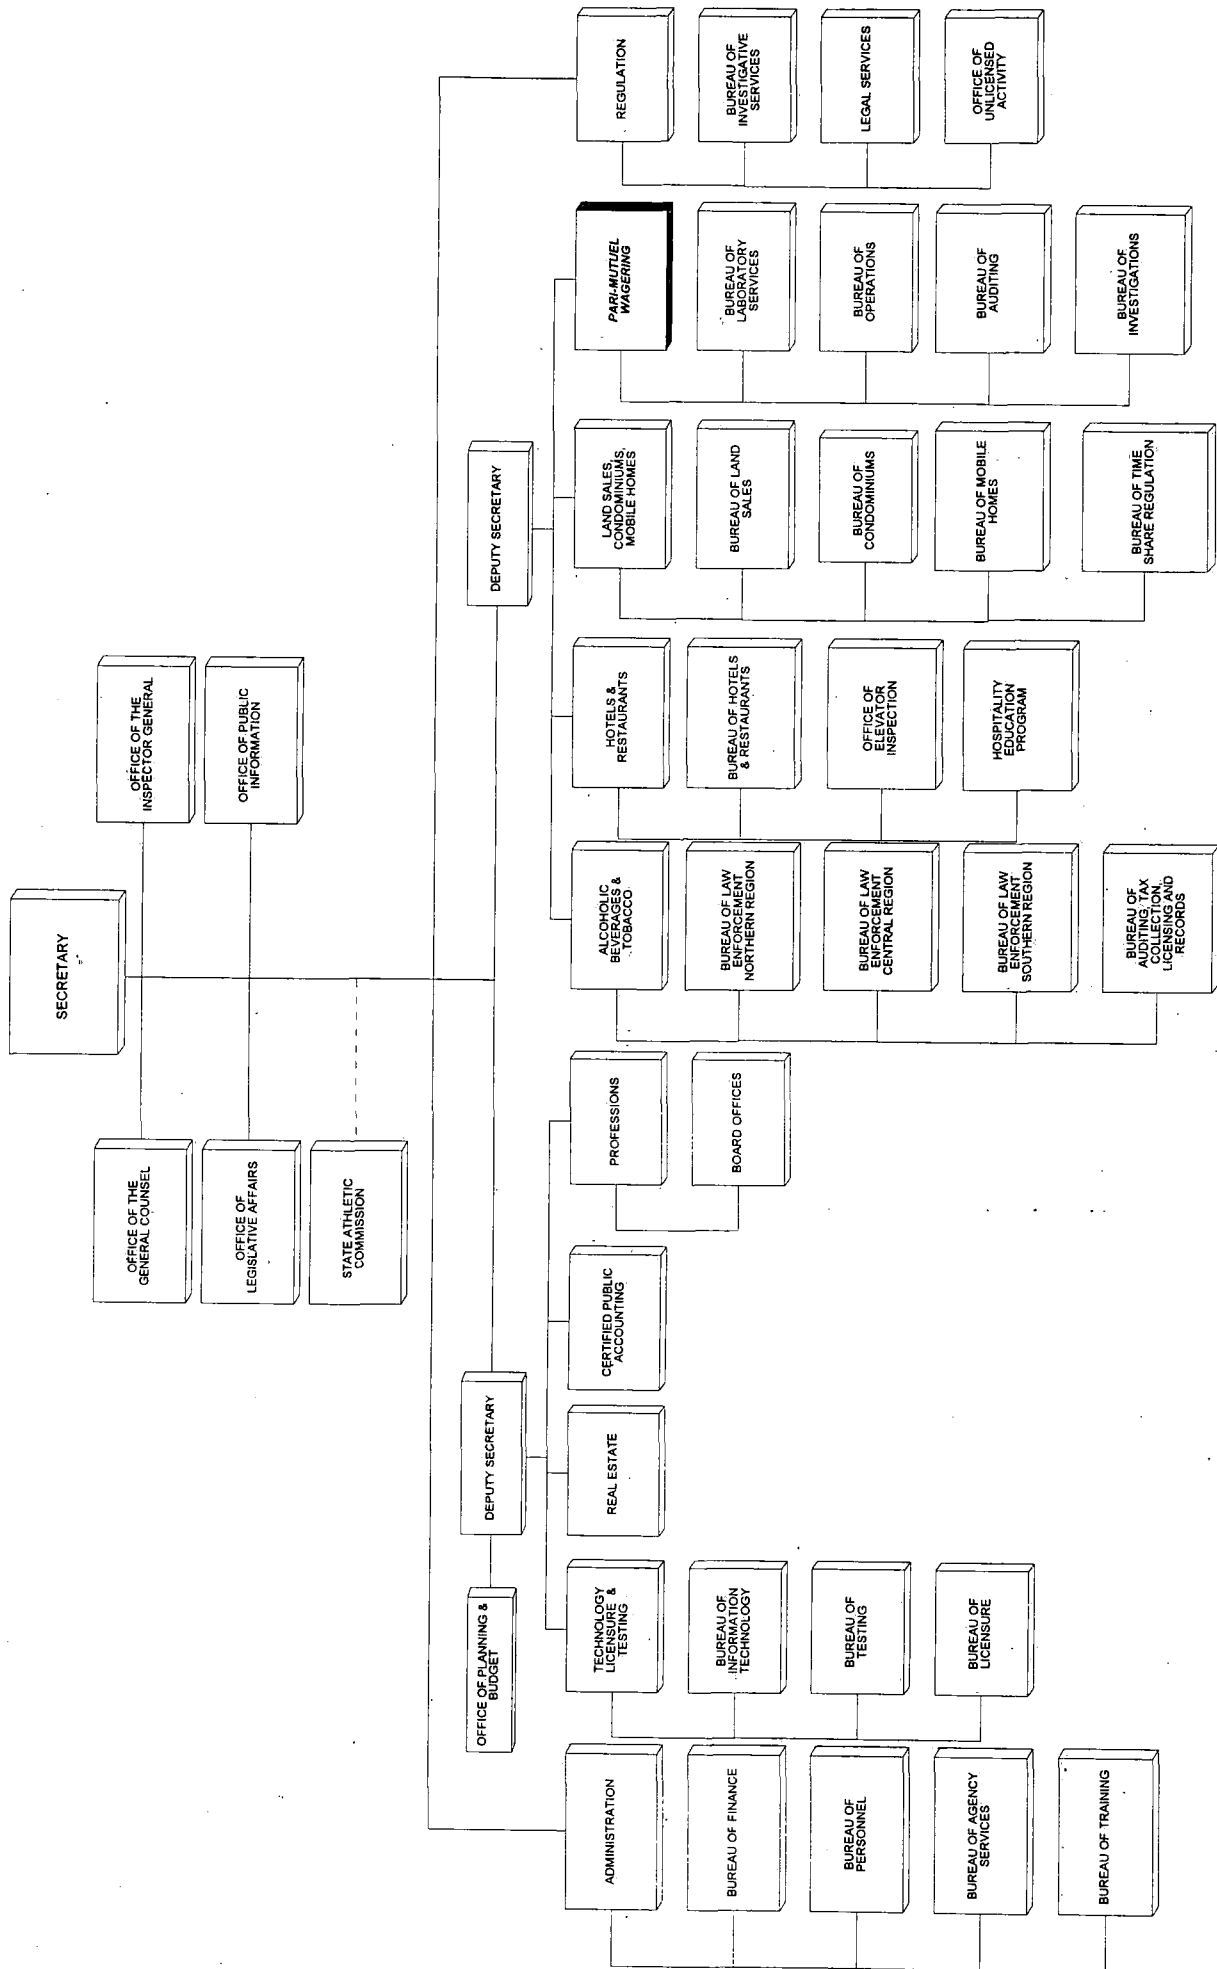 SECRETARY
OFFICE OF THE
GENERAL COUNSEL
OFFICE OF THE
INSPECTOR GENERAL
OFFICE OF
LEGISLATIVE AFFAIRS
OFFICE OF PUBLIC
INFORMATION
STATE ATHLETIC
COMMISSION
OFFICE OF PLANNING &
BUDGET
DEPUTY SECRETARY
DEPUTY SECRETARY
ADMINISTRATION
BUREAU OF FINANCE
BUREAU OF
PERSONNEL
BUREAU OF AGENCY
SERVICES
BUREAU OF TRAINING
TECHNOLOGY
LICENSURE &
TESTING
BUREAU OF
INFORMATION
TECHNOLOGY
BUREAU OF
TESTING
BUREAU OF
LICENSURE
REAL ESTATE
CERTIFIED PUBLIC
ACCOUNTING
PROFESSIONS
BOARD OFFICES
ALCOHOLIC
BEVERAGES &
TOBACCO
BUREAU OF LAW
ENFORCEMENT
NORTHERN REGION
BUREAU OF LAW
ENFORCEMENT
CENTRAL REGION
BUREAU OF LAW
ENFORCEMENT
SOUTHERN REGION
BUREAU OF
AUDITING, TAX
COLLECTION,
LICENSING AND
RECORDS
HOTELS &
RESTAURANTS
BUREAU OF HOTELS
& RESTAURANTS
OFFICE OF
ELEVATOR
INSPECTION
HOSPITALITY
EDUCATION
PROGRAM
LAND SALES,
CONDOMINIUMS,
MOBILE HOMES
BUREAU OF LAND
SALES
BUREAU OF
CONDOMINIUMS
BUREAU OF MOBILE
HOMES
BUREAU OF TIME
SHARE REGULATION
PARI-MUTUEL
WAGERING
BUREAU OF
LABORATORY
SERVICES
BUREAU OF
OPERATIONS
BUREAU OF
AUDITING
BUREAU OF
INVESTIGATIONS
REGULATION
BUREAU OF
INVESTIGATIVE
SERVICES
LEGAL SERVICES
OFFICE OF
UNLICENSED
ACTIVITY